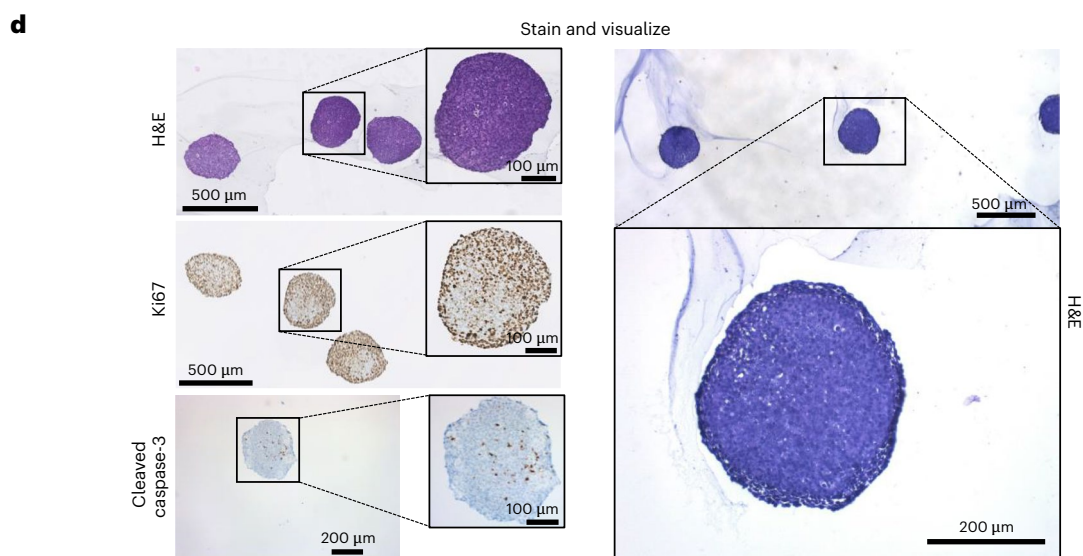 d
Stain and visualize
H&E
500 µm
100 µm
Ki67
500 µm
100 µm
Cleaved
caspase-3
200 µm
100 µm
500 µm
H&E
200 µm